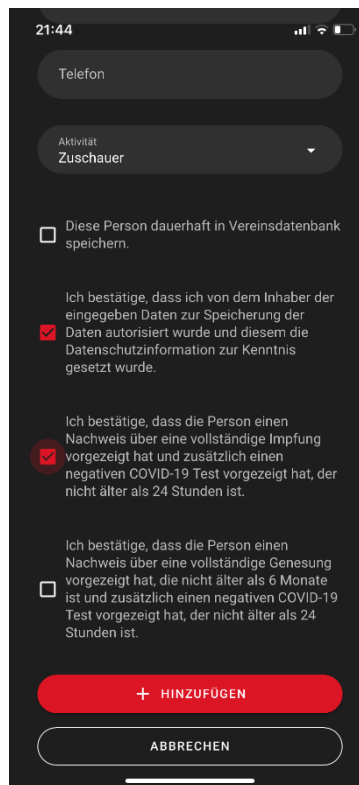 21:44
Telefon
Aktivität
Zuschauer
Diese Person dauerhaft in Vereinsdatenbank
speichern.
Ich bestätige, dass ich von dem Inhaber der
eingegeben Daten zur Speicherung der
Daten autorisiert wurde und diesem die
Datenschutzinformation zur Kenntnis
gesetzt wurde.
Ich bestätige, dass die Person einen
Nachweis über eine vollständige Impfung
vorgezeigt hat und zusätzlich einen
negativen COVID-19 Test vorgezeigt hat, der
nicht älter als 24 Stunden ist.
Ich bestätige, dass die Person einen
Nachweis über eine vollständige Genesung
vorgezeigt hat, die nicht älter als 6 Monate
ist und zusätzlich einen negativen COVID-19
Test vorgezeigt hat, der nicht älter als 24
Stunden ist.
+ HINZUFÜGEN
ABBRECHEN